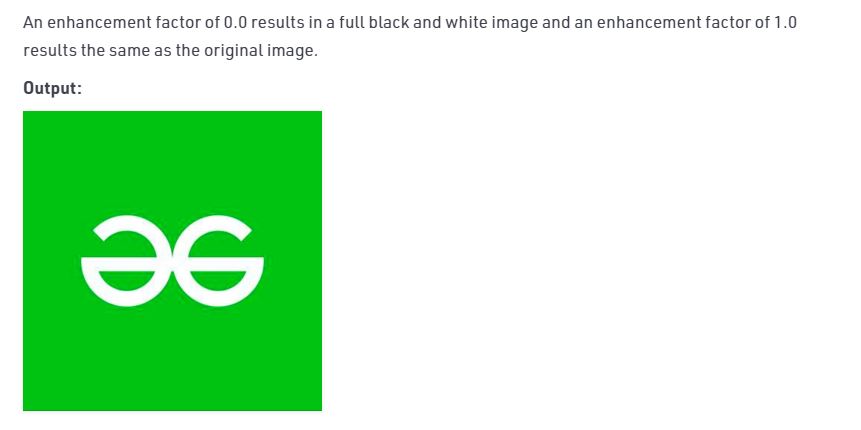 An enhancement factor of 0.0 results in a full black and white image and an enhancement factor of 1.0
results the same as the original image.
Output: